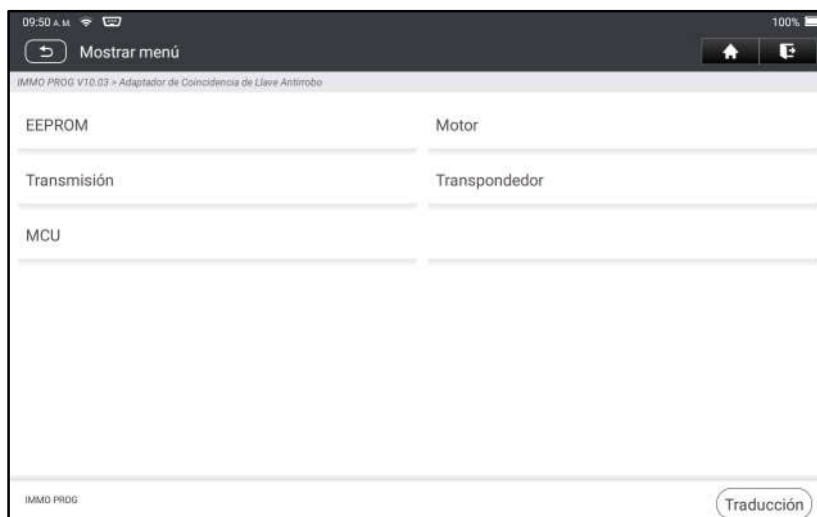 09:50 A.M. 100%
Mostrar menú
IMMO PROG V10.03 > Adaptador de Coincidencia de Llave Antirrobo
EEPROM Motor
Transmisión Transpondedor
MCU
IMMO PROG Traducción